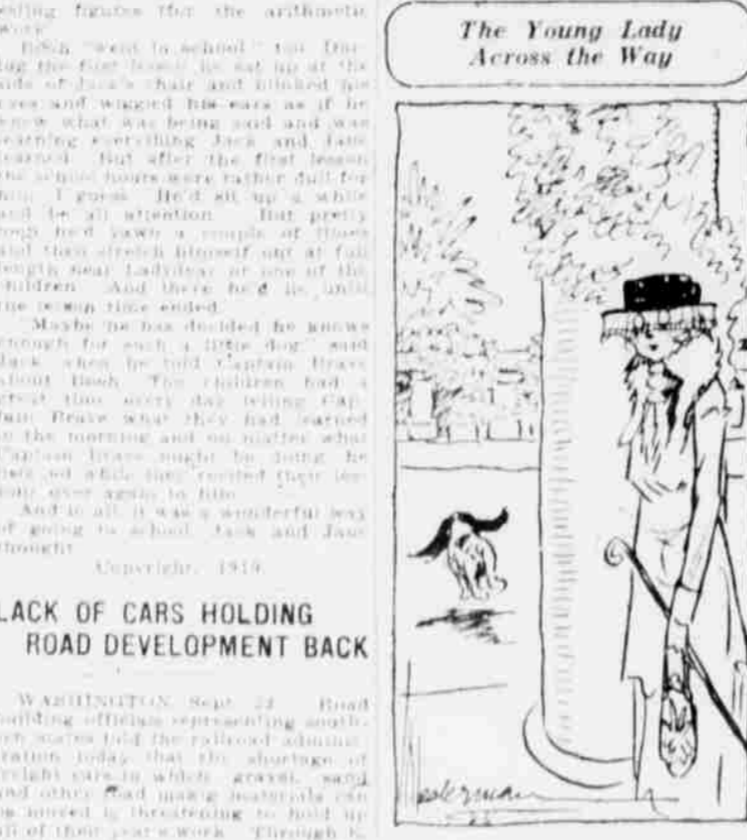 figures for the arithmetic
work
"went to school" too. Dur-
ing the first lesson he sat up at the
side of Jack's chair and blinked his
eyes and wagged his ears as if he
knew what was being said and was
learning everything Jack and Jane
learned. But after the first lesson
the school hours were rather dull for
him, I guess. He'd sit up a while
and be all attention. But pretty
soon he'd yawn a couple of times
and then stretch himself out at full
length near Ladydear or one of the
children. And there he'd lie until
the lesson time ended.
"Maybe he has decided he knows
enough for such a little dog," said
Jack when he told Captain Brave
about The children had a
great time every day telling Cap-
tain Brave what they had learned
in the morning and no matter what
Captain Brave might be doing he
listened while they recited their les-
sons over again to him.
And in all it was a wonderful way
of going to school, Jack and Jane
thought.
Copyright, 1919.
LACK OF CARS HOLDING
ROAD DEVELOPMENT BACK
WASHINGTON, Sept. Road
building officials representing south-
ern states told the railroad adminis-
tration today that the shortage of
freight cars in which gravel, sand
and other road making materials can
be moved is threatening to hold up
all of their year's work. Through
The Young Lady
Across the Way